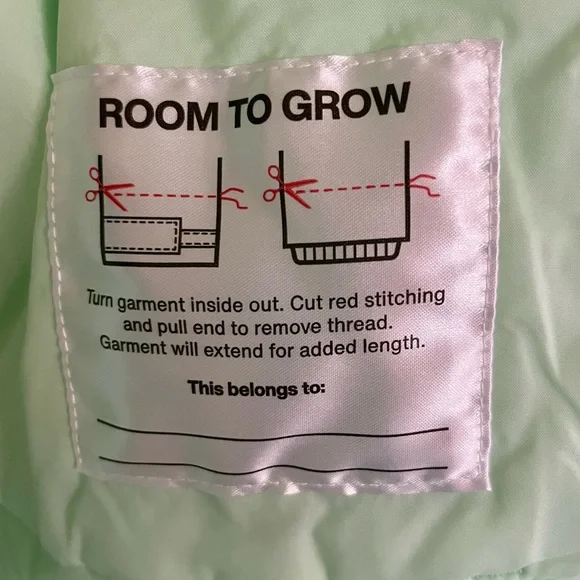 ROOM TO GROW
Turn garment inside out. Cut red stitching
and pull end to remove thread.
Garment will extend for added length.
This belongs to: